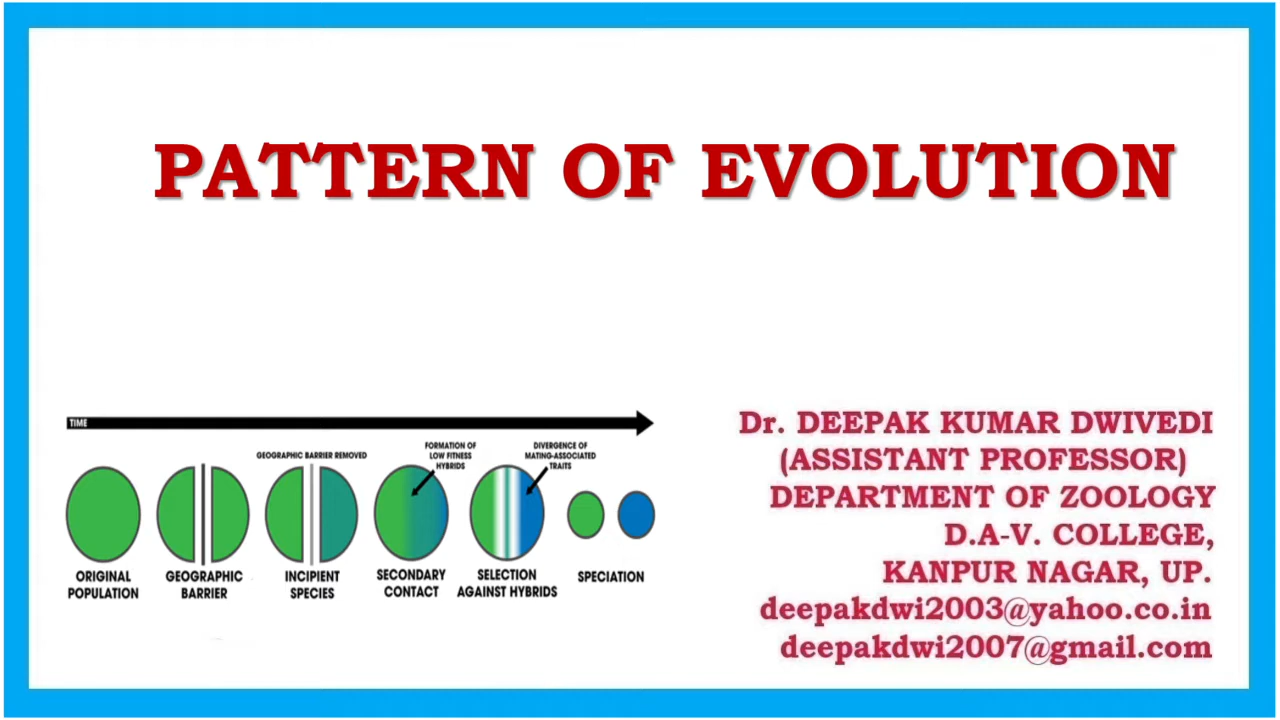 PATTERN OF EVOLUTION
TIME
FORMATION OF
LOW FITNESS
HYBRIDS
DIVERGENCE OF
MATING-ASSOCIATED
TRAITS
GEOGRAPHIC BARRIER REMOVED
ORIGINAL
POPULATION
GEOGRAPHIC
BARRIER
INCIPIENT
SPECIES
SECONDARY
CONTACT
SELECTION
AGAINST HYBRIDS
SPECIATION
Dr. DEEPAK KUMAR DWIVEDI
(ASSISTANT PROFESSOR)
DEPARTMENT OF ZOOLOGY
D.A-V. COLLEGE,
KANPUR NAGAR, UP.
deepakdwi2003@yahoo.co.in
deepakdwi2007@gmail.com